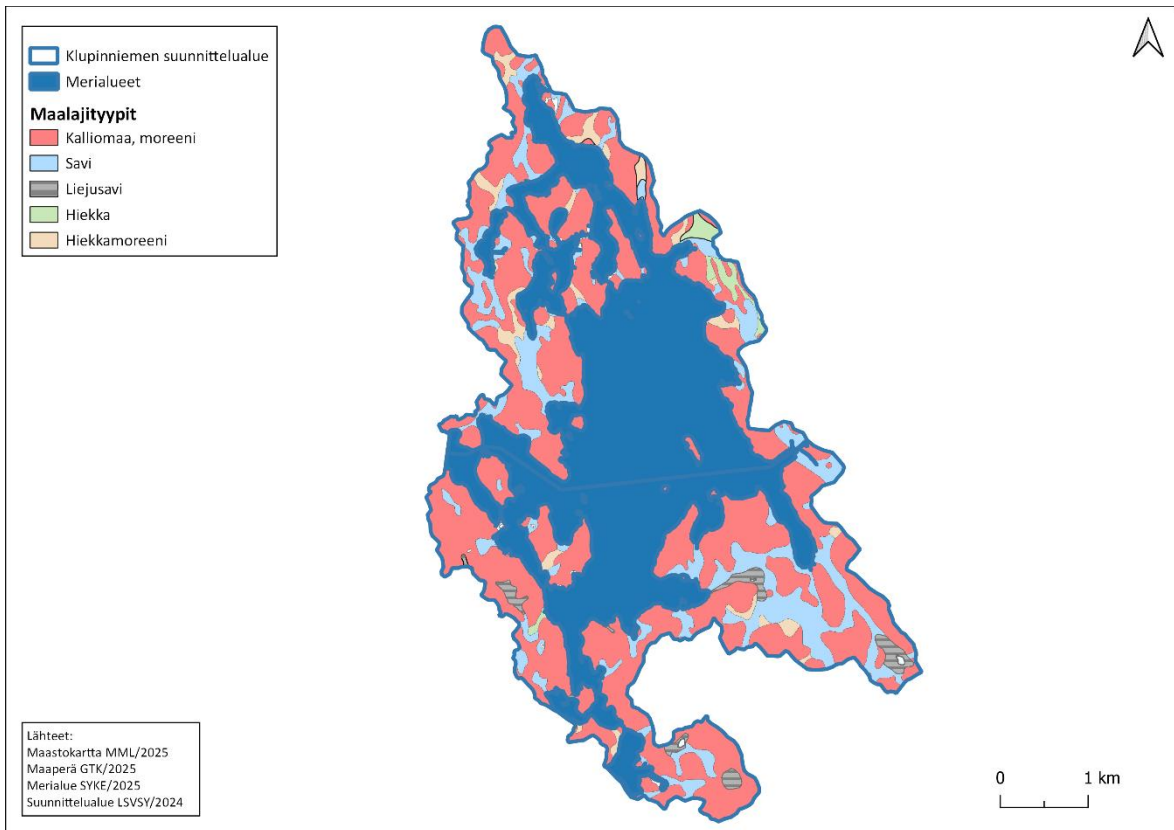 Klupinniemen suunnittelualue
Merialueet
Maalajityypit
Kalliomaa, moreeni
Savi
Liejusavi
Hiekka
Hiekkamoreeni
Lähteet:
Maastokartta MML/2025
Maaperä GTK/2025
Merialue SYKE/2025
Suunnittelualue LSVSY/2024
0 1 km